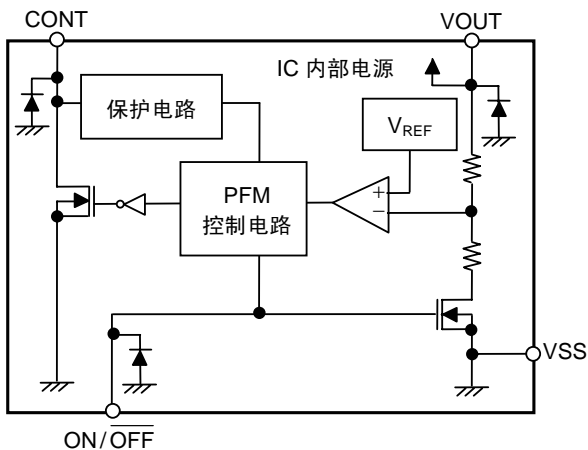 CONT
VOUT
IC 内部电源
保护电路
VREF
PFM
控制电路
+
−
VSS
ON/OFF